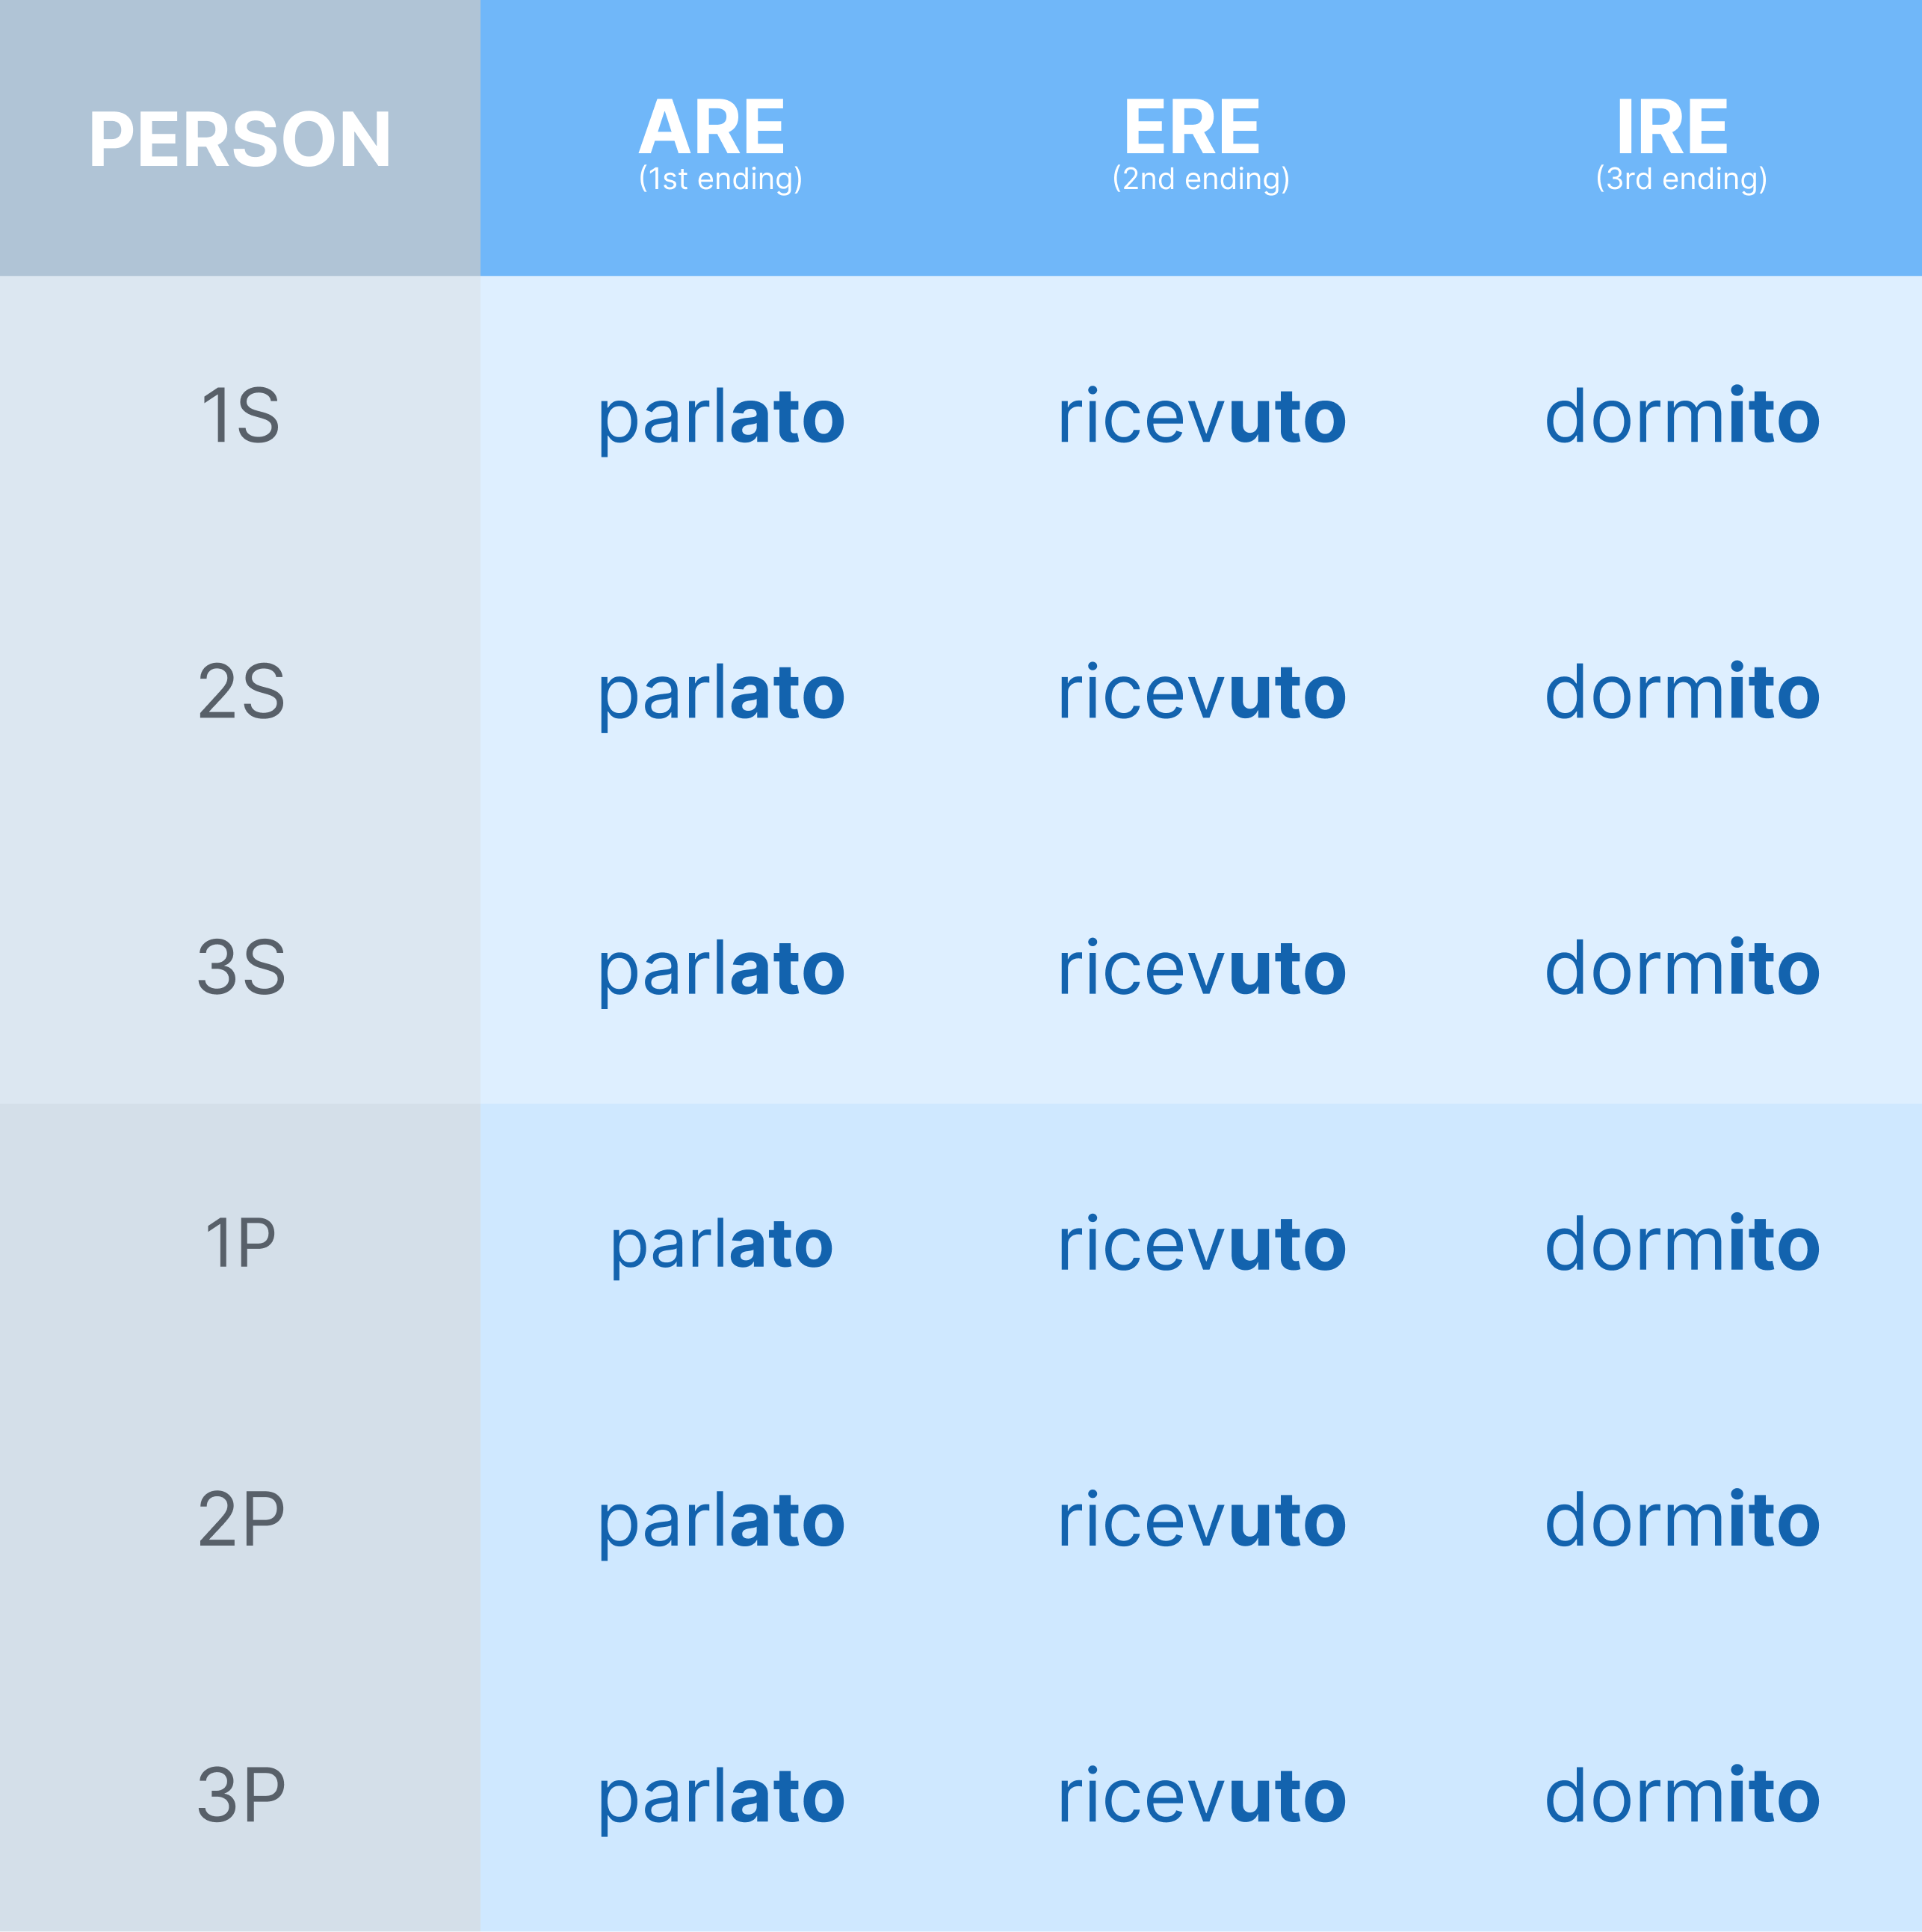 PERSON ARE ERE IRE
(1st ending) (2nd ending) (3rd ending)
1S parlato ricevuto dormito
2S parlato ricevuto dormito
3S parlato ricevuto dormito
1P parlato ricevuto dormito
2P parlato ricevuto dormito
3P parlato ricevuto dormito